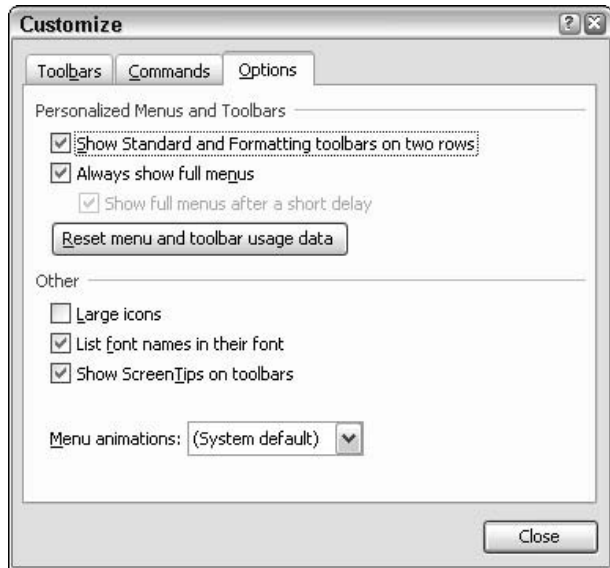 Customize
Toolbars Commands Options
Personalized Menus and Toolbars
Show Standard and Formatting toolbars on two rows
Always show full menus
Show full menus after a short delay
Reset menu and toolbar usage data
Other
Large icons
List font names in their font
Show ScreenTips on toolbars
Menu animations: (System default)
Close